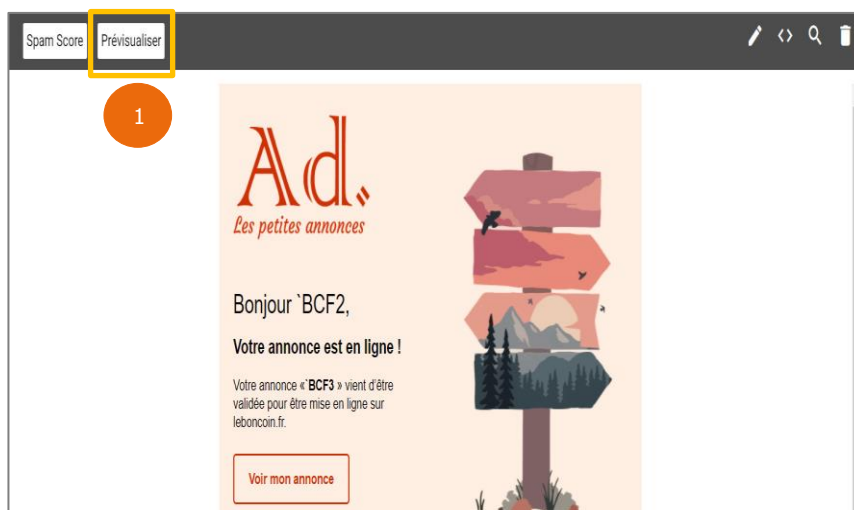 Spam Score
Prévisualiser
1
Ad.
Les petites annonces
Bonjour `BCF2,
Votre annonce est en ligne !
Votre annonce «`BCF3 » vient d'être
validée pour être mise en ligne sur
leboncoin.fr.
Voir mon annonce